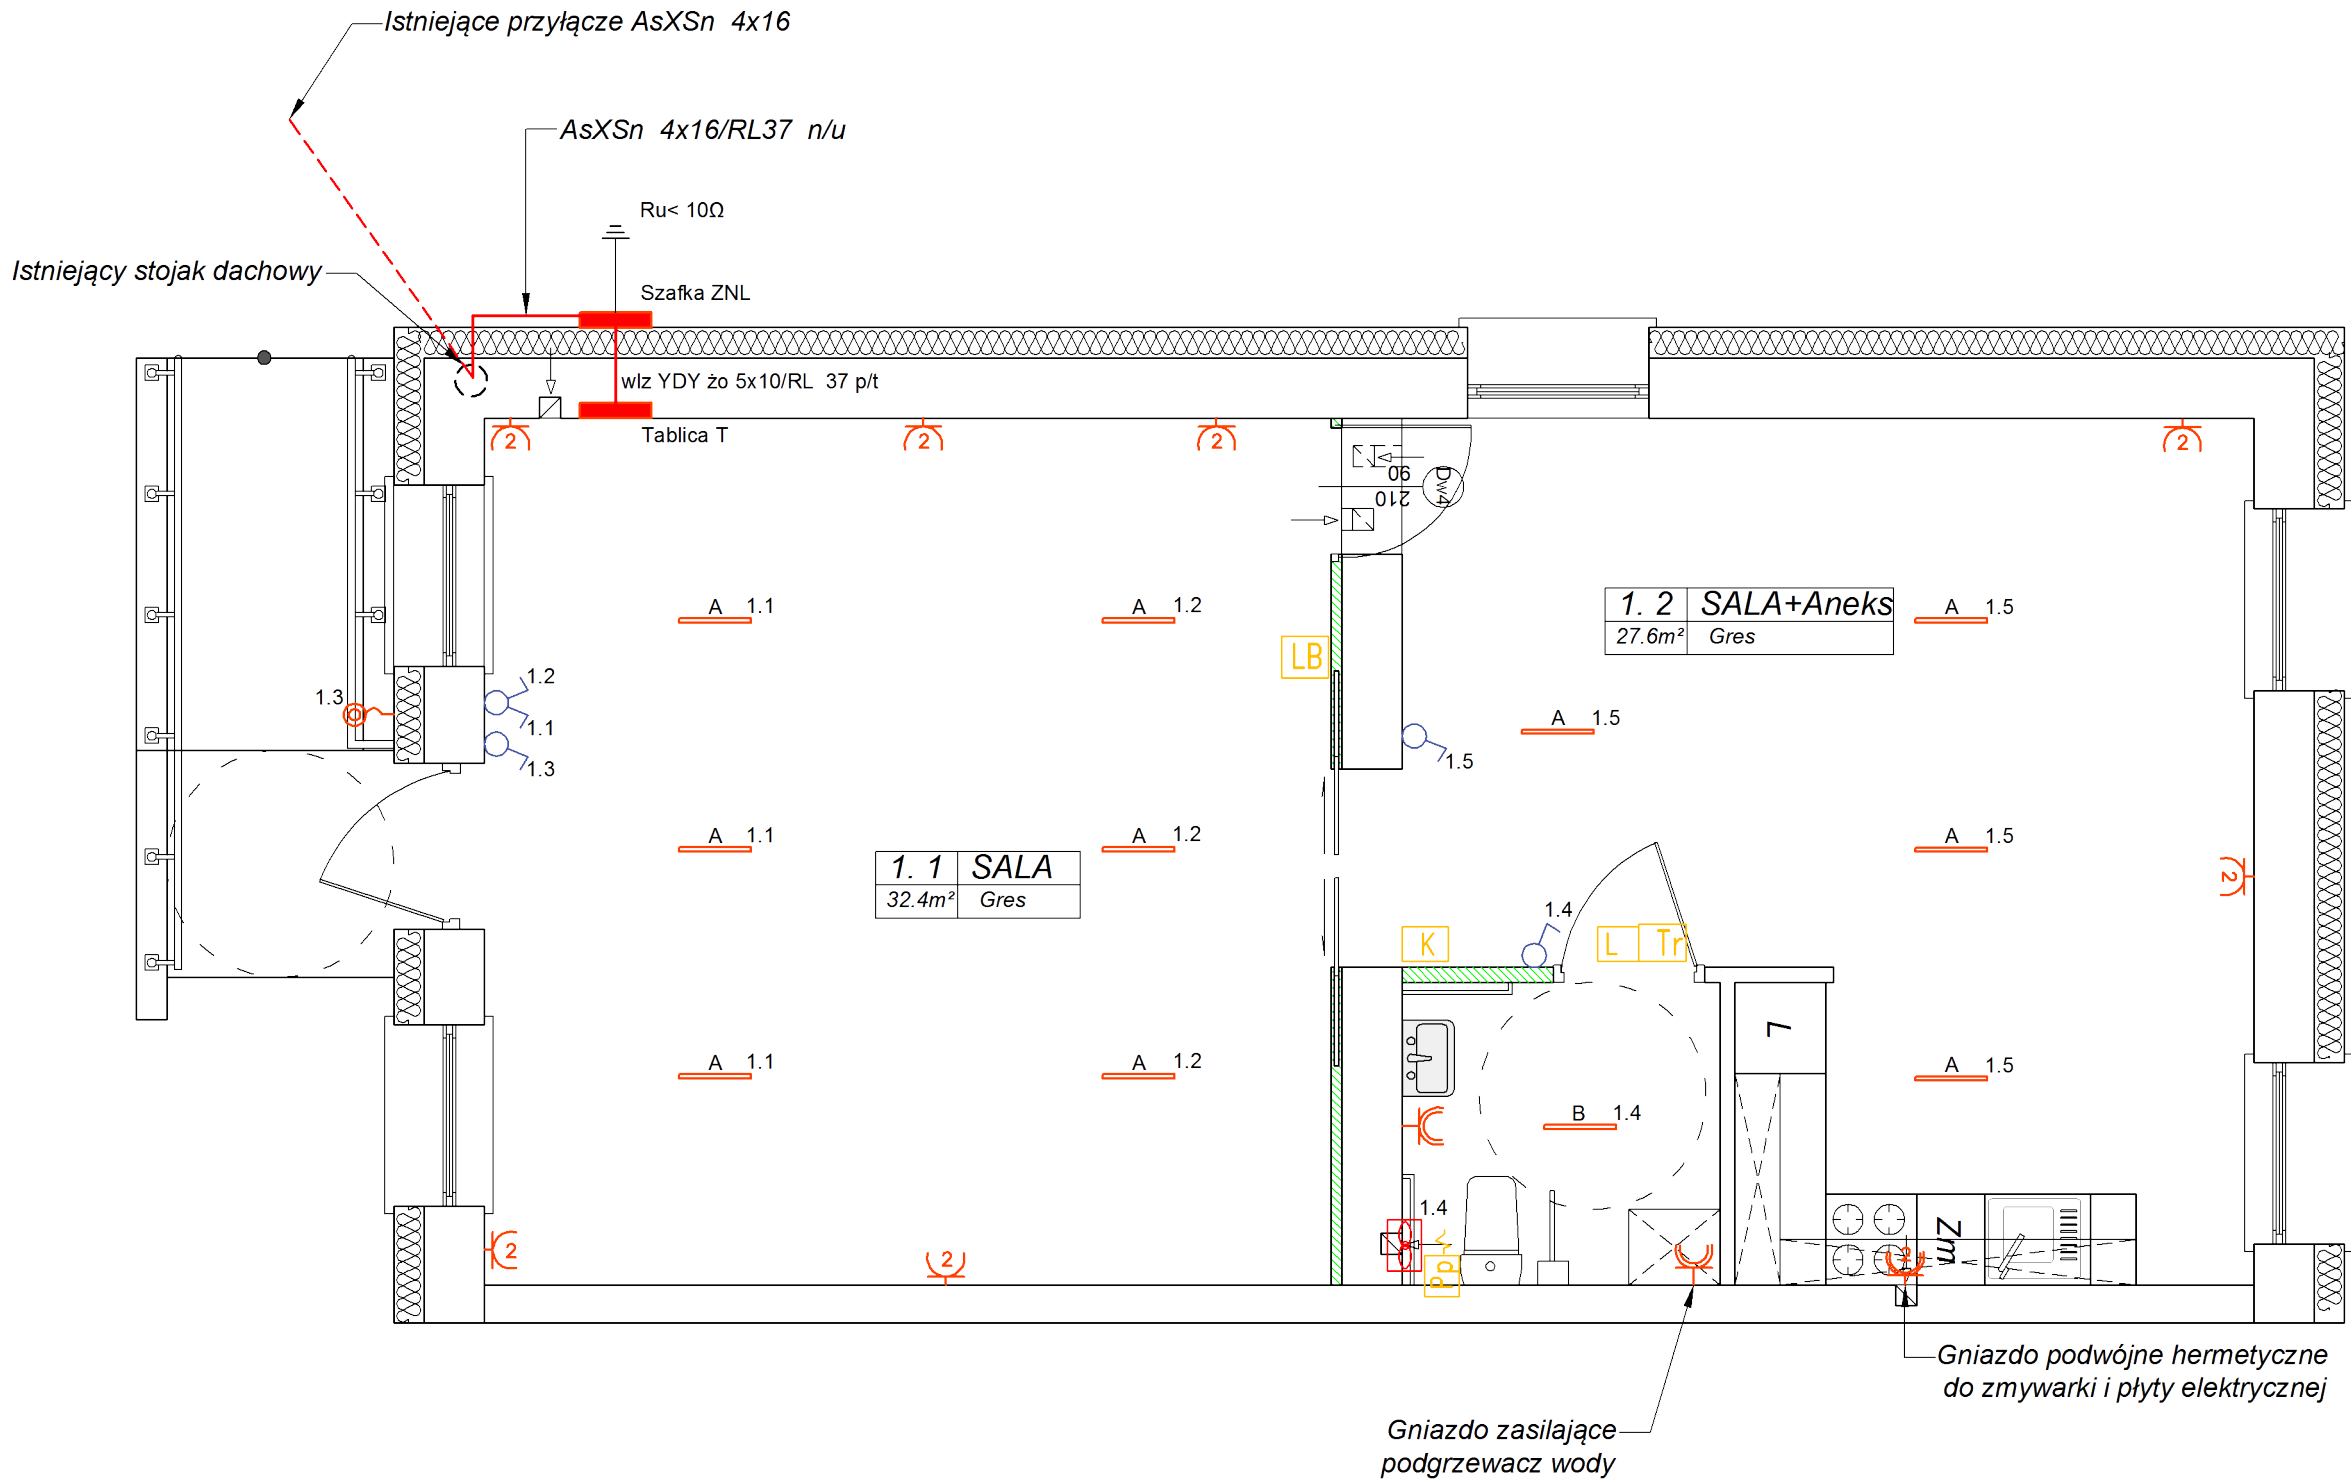 Istniejące przyłącze AsXSn 4x16
AsXSn 4x16/RL37 n/u
Ru< 10Ω
Istniejący stojak dachowy
Szafka ZNL
wlz YDY żo 5x10/RL 37 p/t
Tablica T
2
2
2
2
90
210
Dw4
A 1.1
A 1.2
1. 2 SALA+Aneks
27.6m² Gres
A 1.5
LB
1.2
1.3
1.1
1.3
A 1.5
1.5
A 1.1
A 1.2
A 1.5
1. 1 SALA
32.4m² Gres
2
1.4
K
L Tr
L
A 1.1
A 1.2
A 1.5
B 1.4
1.4
2
2
Pp
Zm
2
Gniazdo podwójne hermetyczne
do zmywarki i płyty elektrycznej
Gniazdo zasilające
podgrzewacz wody